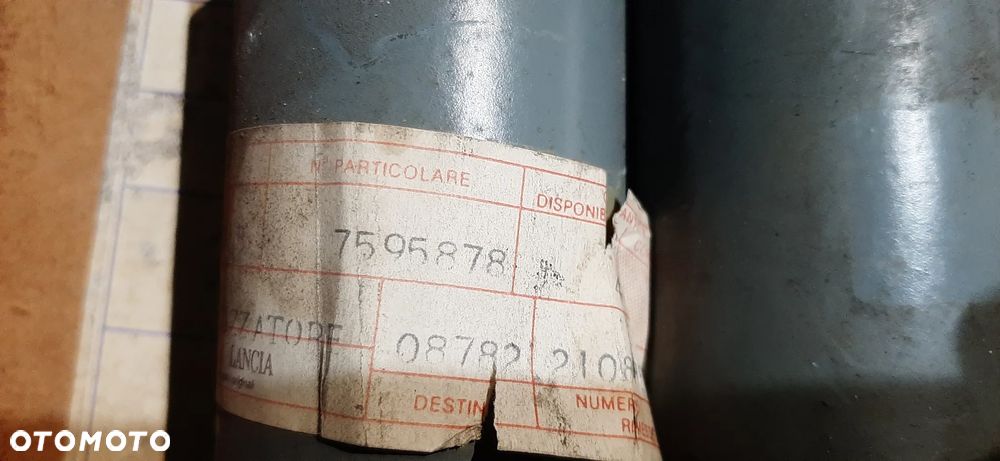 N° PARTICOLARE
DISPONIB
7595878
ZZATORE
08782
2108
LANCIA
DESTIN
NUMER
OTOMOTO